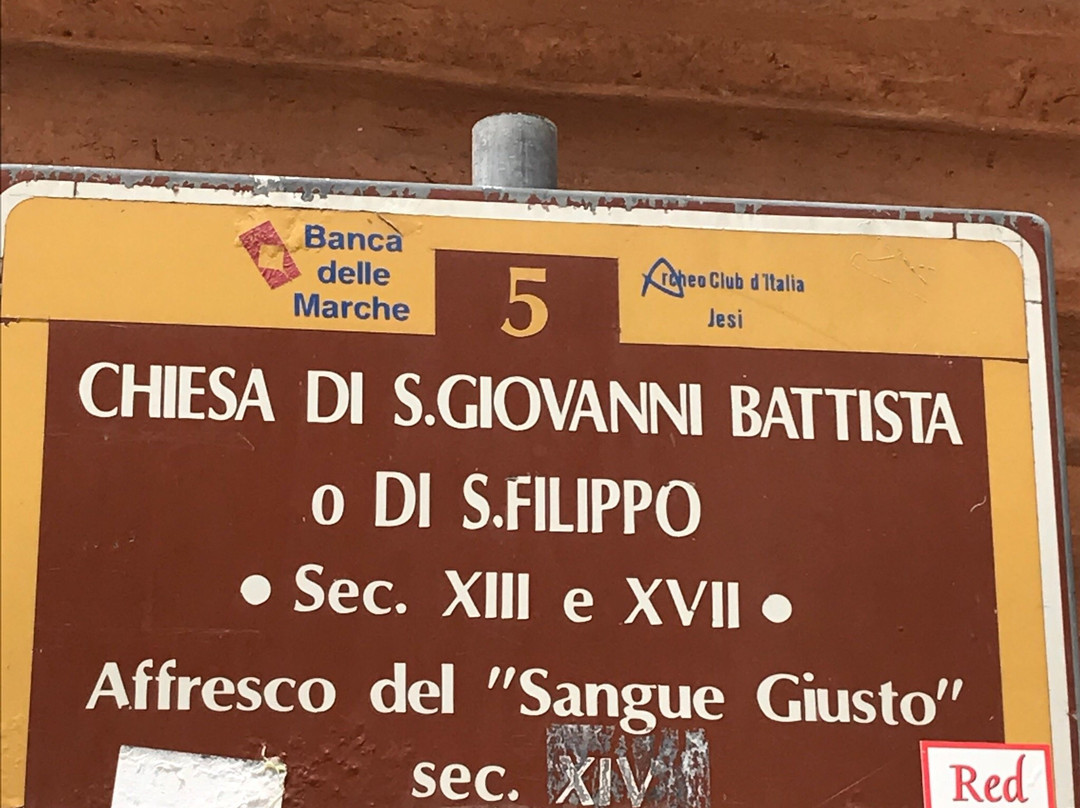 Banca
delle
Marche
5
Archeo Club d'Italia
Jesi
CHIESA DI S.GIOVANNI BATTISTA
o DI S.FILIPPO
• Sec. XIII e XVII •
Affresco del "Sangue Giusto"
sec. XIV
Red